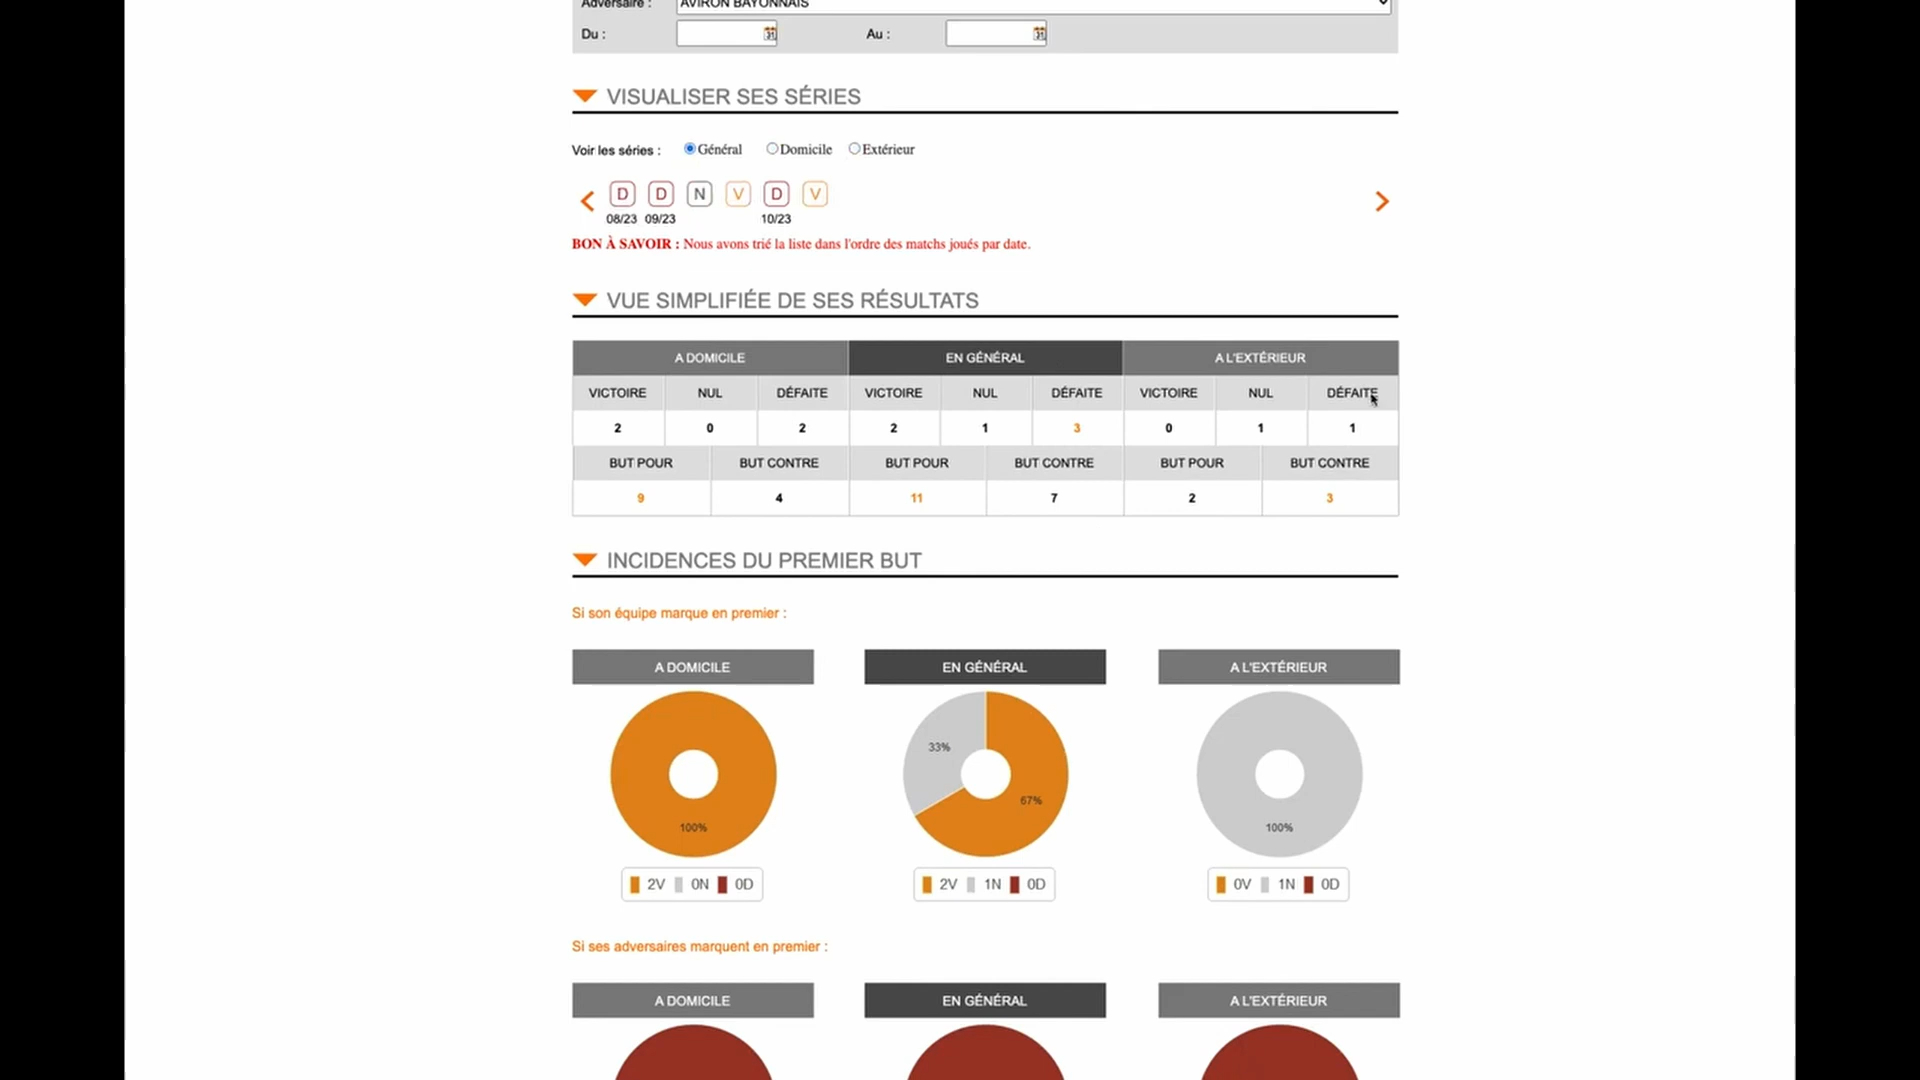 Adversaire : AVIRON BAYONNAIS
Du : 31 Au : 31
VISUALISER SES SÉRIES
Voir les séries : Général Domicile Extérieur
D D N V D V
08/23 09/23 10/23
BON À SAVOIR : Nous avons trié la liste dans l'ordre des matchs joués par date.
VUE SIMPLIFIÉE DE SES RÉSULTATS
A DOMICILE EN GÉNÉRAL A L'EXTÉRIEUR
VICTOIRE NUL DÉFAITE VICTOIRE NUL DÉFAITE VICTOIRE NUL DÉFAITE
2 0 2 2 1 3 0 1 1
BUT POUR BUT CONTRE BUT POUR BUT CONTRE BUT POUR BUT CONTRE
9 4 11 7 2 3
INCIDENCES DU PREMIER BUT
Si son équipe marque en premier :
A DOMICILE EN GÉNÉRAL A L'EXTÉRIEUR
33%
67%
100% 100%
2V 0N 0D 2V 1N 0D 0V 1N 0D
Si ses adversaires marquent en premier :
A DOMICILE EN GÉNÉRAL A L'EXTÉRIEUR